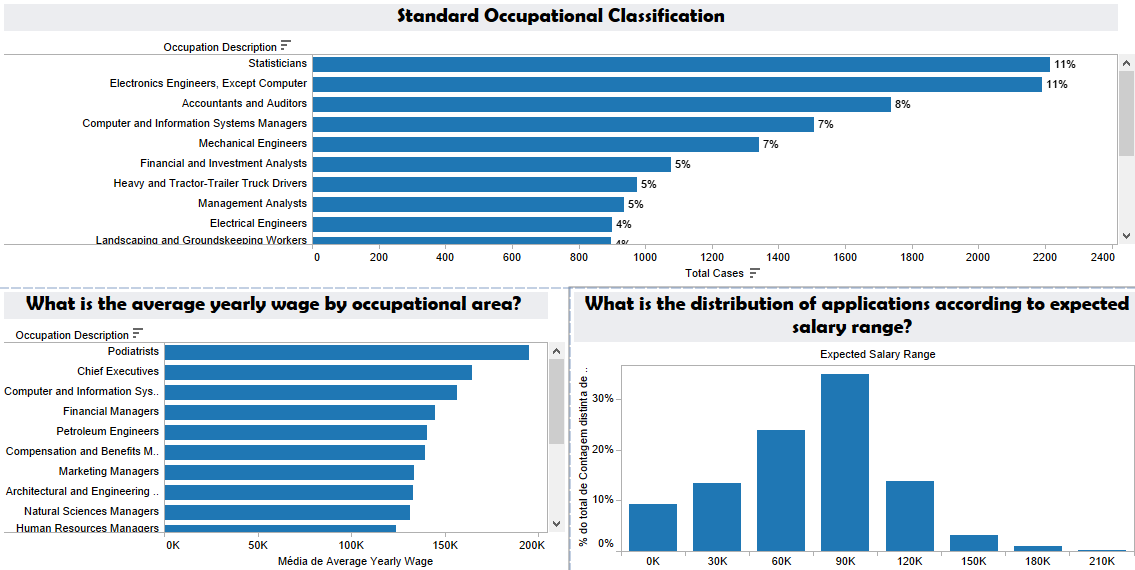 Standard Occupational Classification
Occupation Description
Statisticians 11%
Electronics Engineers, Except Computer 11%
Accountants and Auditors 8%
Computer and Information Systems Managers 7%
Mechanical Engineers 7%
Financial and Investment Analysts 5%
Heavy and Tractor-Trailer Truck Drivers 5%
Management Analysts 5%
Electrical Engineers 4%
Landscaping and Groundskeeping Workers 4%
0 200 400 600 800 1000 1200 1400 1600 1800 2000 2200 2400
Total Cases
What is the average yearly wage by occupational area?
Occupation Description
Podiatrists
Chief Executives
Computer and Information Sys..
Financial Managers
Petroleum Engineers
Compensation and Benefits M..
Marketing Managers
Architectural and Engineering ..
Natural Sciences Managers
Human Resources Managers
0K 50K 100K 150K 200K
Média de Average Yearly Wage
What is the distribution of applications according to expected
salary range?
Expected Salary Range
% do total de Contagem distinta de ..
30%
20%
10%
0%
0K 30K 60K 90K 120K 150K 180K 210K